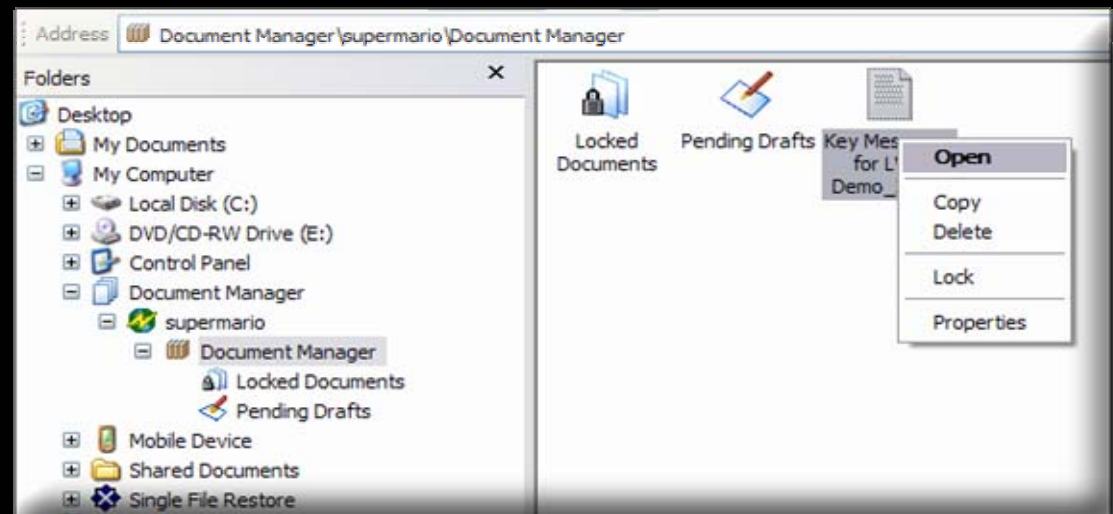 Address Document Manager\supermario\Document Manager
Folders
Desktop
My Documents
My Computer
Local Disk (C:)
DVD/CD-RW Drive (E:)
Control Panel
Document Manager
supermario
Document Manager
Locked Documents
Pending Drafts
Mobile Device
Shared Documents
Single File Restore
Locked
Documents
Pending Drafts
Key
for
Demo_
Open
Copy
Delete
Lock
Properties